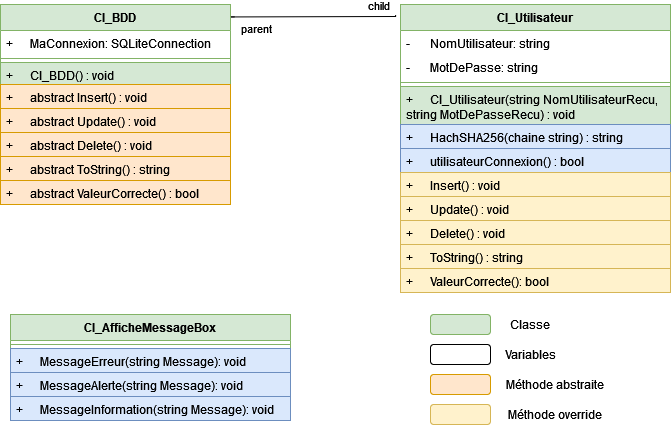 Cl_BDD
+ MaConnexion: SQLiteConnection
+ Cl_BDD() : void
+ abstract Insert() : void
+ abstract Update() : void
+ abstract Delete() : void
+ abstract ToString() : string
+ abstract ValeurCorrecte() : bool
child
parent
Cl_Utilisateur
- NomUtilisateur: string
- MotDePasse: string
+ Cl_Utilisateur(string NomUtilisateurRecu,
string MotDePasseRecu) : void
+ HachSHA256(chaine string) : string
+ utilisateurConnexion() : bool
+ Insert() : void
+ Update() : void
+ Delete() : void
+ ToString() : string
+ ValeurCorrecte(): bool
Cl_AfficheMessageBox
+ MessageErreur(string Message): void
+ MessageAlerte(string Message): void
+ MessageInformation(string Message): void
Classe
Variables
Méthode abstraite
Méthode override